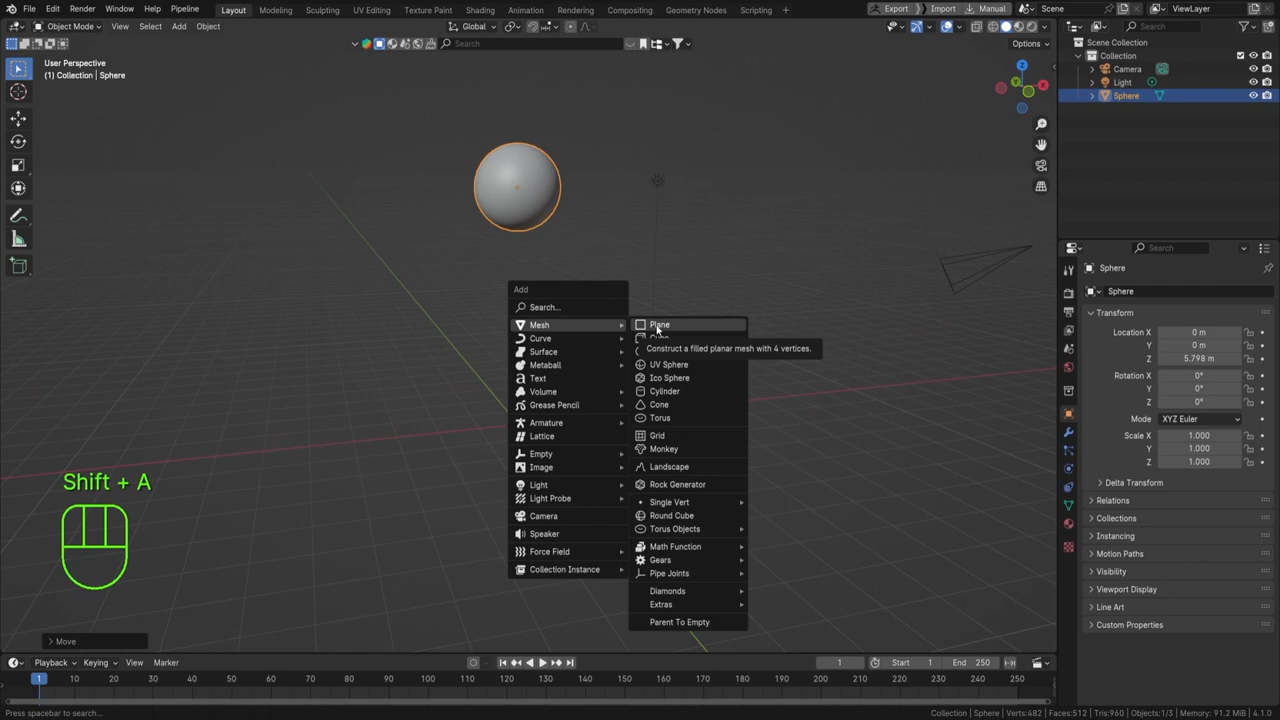 File Edit Render Window Help Pipeline Layout Modeling Sculpting UV Editing Texture Paint Shading Animation Rendering Compositing Geometry Nodes Scripting Export Import Manual Scene ViewLayer
Object Mode View Select Add Object Global
Search Options
User Perspective
(1) Collection | Sphere
Z
X
Y
Add
Search...
Mesh
Curve
Surface
Metaball
Text
Volume
Grease Pencil
Armature
Lattice
Empty
Image
Light
Light Probe
Camera
Speaker
Force Field
Collection Instance
Plane
Construct a filled planar mesh with 4 vertices.
UV Sphere
Ico Sphere
Cylinder
Cone
Torus
Grid
Monkey
Landscape
Rock Generator
Single Vert
Round Cube
Torus Objects
Math Function
Gears
Pipe Joints
Diamonds
Extras
Parent To Empty
Shift + A
Move
Scene Collection
Collection
Camera
Light
Sphere
Search
Sphere
Sphere
Transform
Location X 0 m
Y 0 m
Z 5.798 m
Rotation X 0°
Y 0°
Z 0°
Mode XYZ Euler
Scale X 1.000
Y 1.000
Z 1.000
Delta Transform
Relations
Collections
Instancing
Motion Paths
Visibility
Viewport Display
Line Art
Custom Properties
Playback Keying View Marker 1 Start 1 End 250
1 10 20 30 40 50 60 70 80 90 100 110 120 130 140 150 160 170 180 190 200 210 220 230 240 250
Press spacebar to search... Collection | Sphere | Verts:482 | Faces:512 | Tris:960 | Objects:1/3 | Memory: 91.2 MiB | 4.1.0